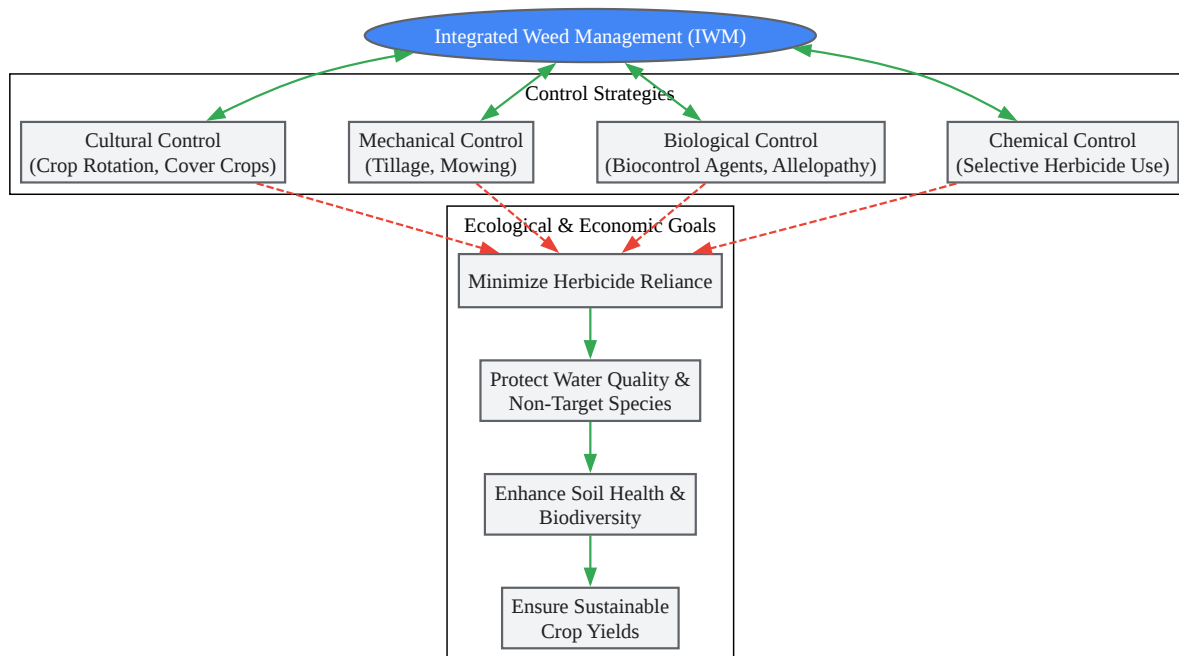 Integrated Weed Management (IWM)
Control Strategies
Cultural Control
(Crop Rotation, Cover Crops)
Mechanical Control
(Tillage, Mowing)
Biological Control
(Biocontrol Agents, Allelopathy)
Chemical Control
(Selective Herbicide Use)
Ecological & Economic Goals
Minimize Herbicide Reliance
Protect Water Quality &
Non-Target Species
Enhance Soil Health &
Biodiversity
Ensure Sustainable
Crop Yields